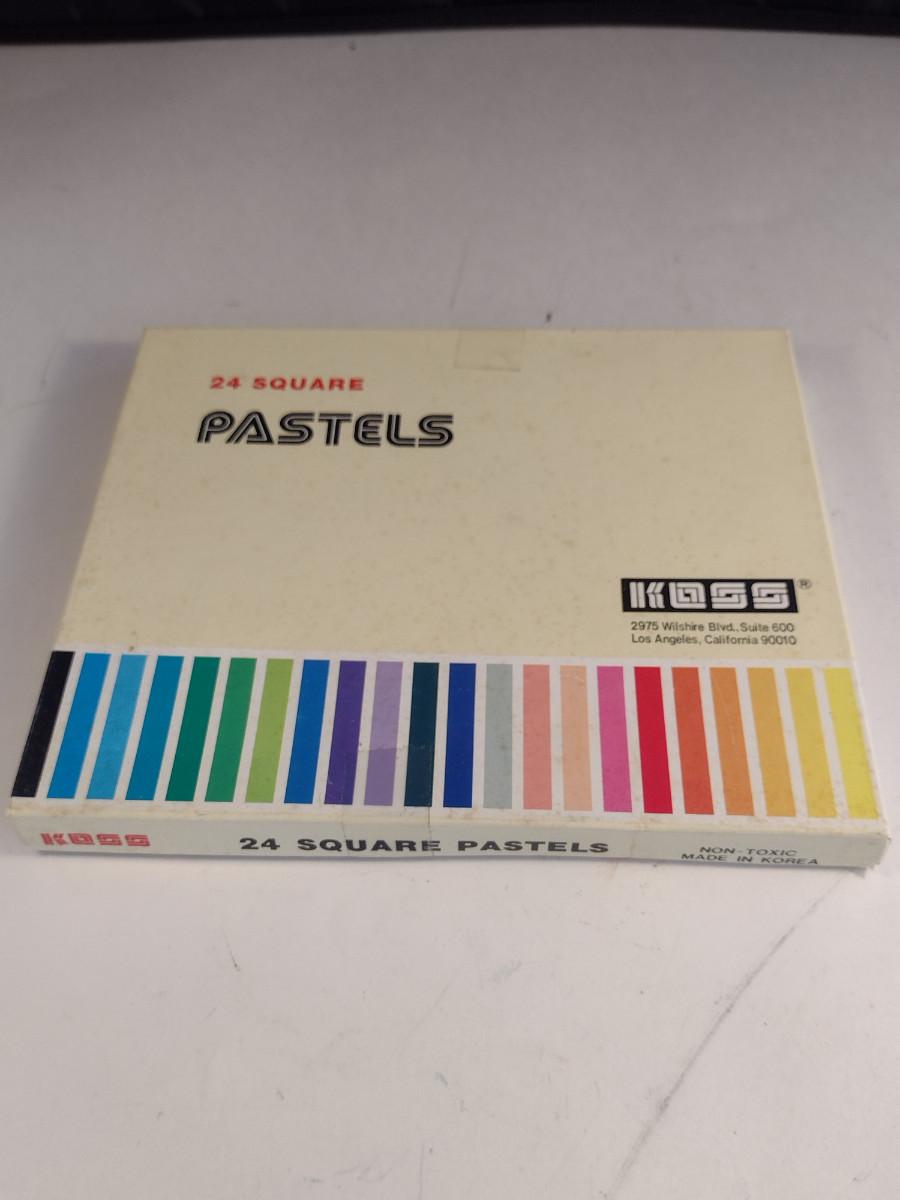 24 SQUARE
PASTELS
KOSS®
2975 Wilshire Blvd., Suite 600
Los Angeles, California 90010
KOSS
24 SQUARE PASTELS
NON-TOXIC
MADE IN KOREA